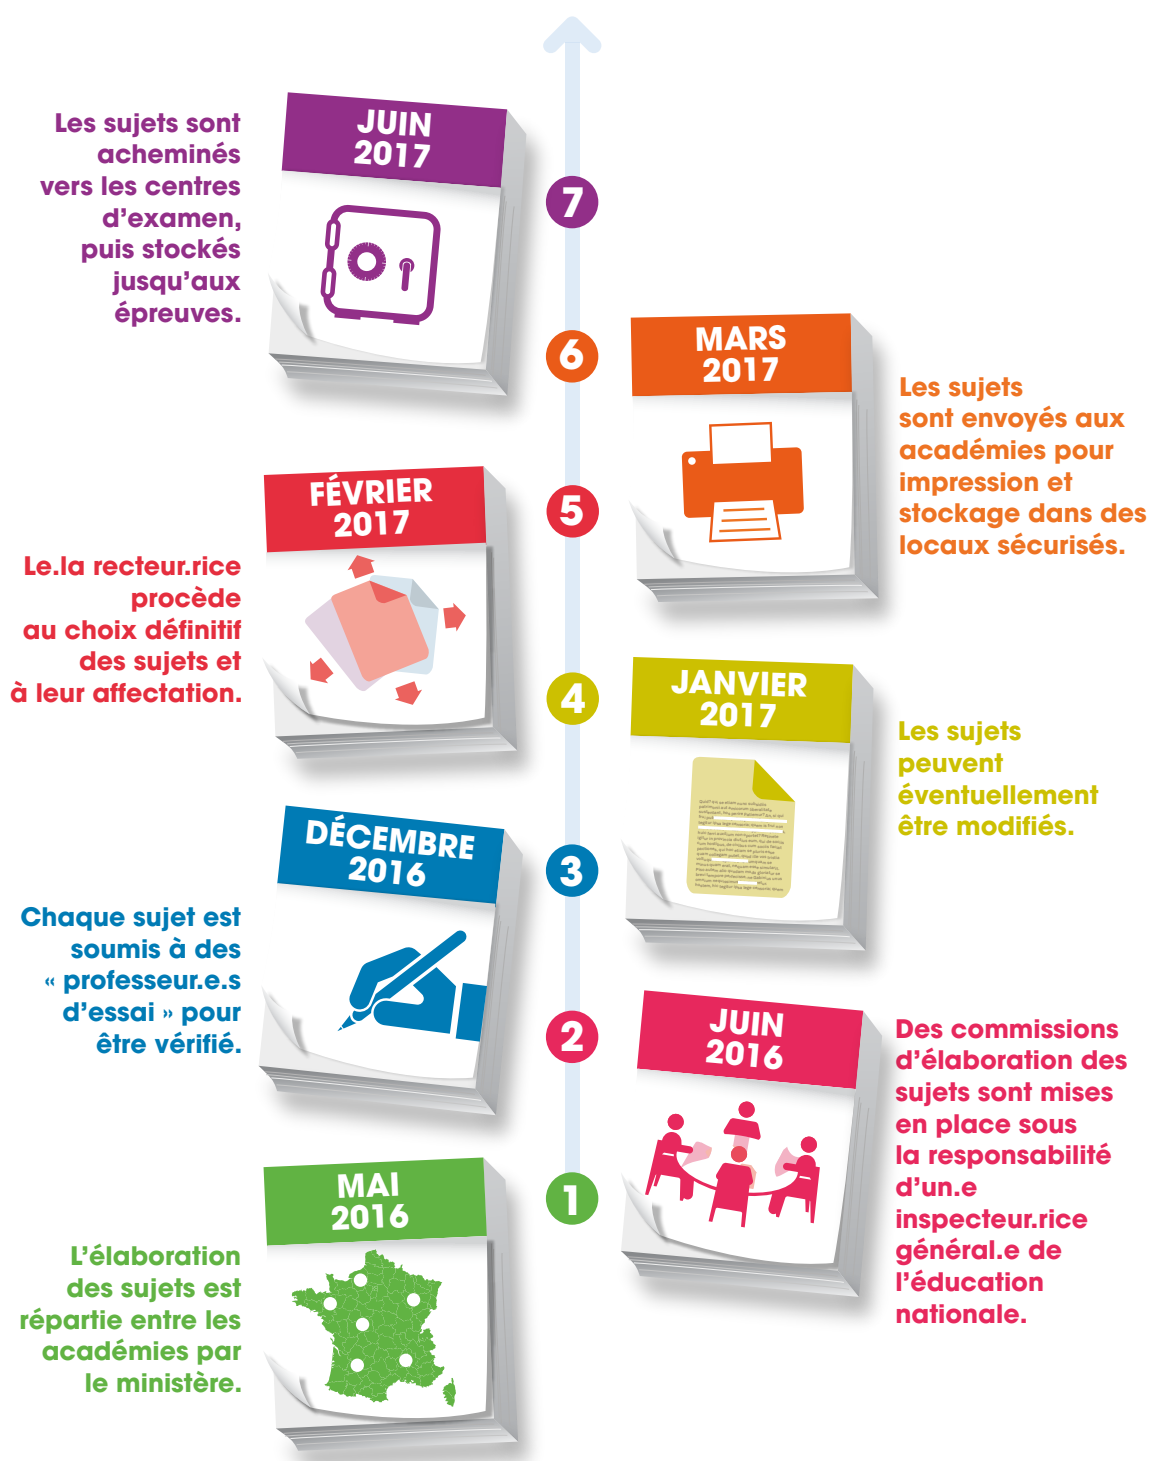 Les sujets sont
acheminés
vers les centres
d'examen,
puis stockés
jusqu'aux
épreuves.
JUIN
2017
7
6
MARS
2017
Les sujets
sont envoyés aux
académies pour
impression et
stockage dans des
locaux sécurisés.
FÉVRIER
2017
5
Le.la recteur.rice
procède
au choix définitif
des sujets et
à leur affectation.
4
JANVIER
2017
Les sujets
peuvent
éventuellement
être modifiés.
DÉCEMBRE
2016
3
Chaque sujet est
soumis à des
« professeur.e.s
d'essai » pour
être vérifié.
2
JUIN
2016
Des commissions
d'élaboration des
sujets sont mises
en place sous
la responsabilité
d'un.e
inspecteur.rice
général.e de
l'éducation
nationale.
MAI
2016
1
L'élaboration
des sujets est
répartie entre les
académies par
le ministère.